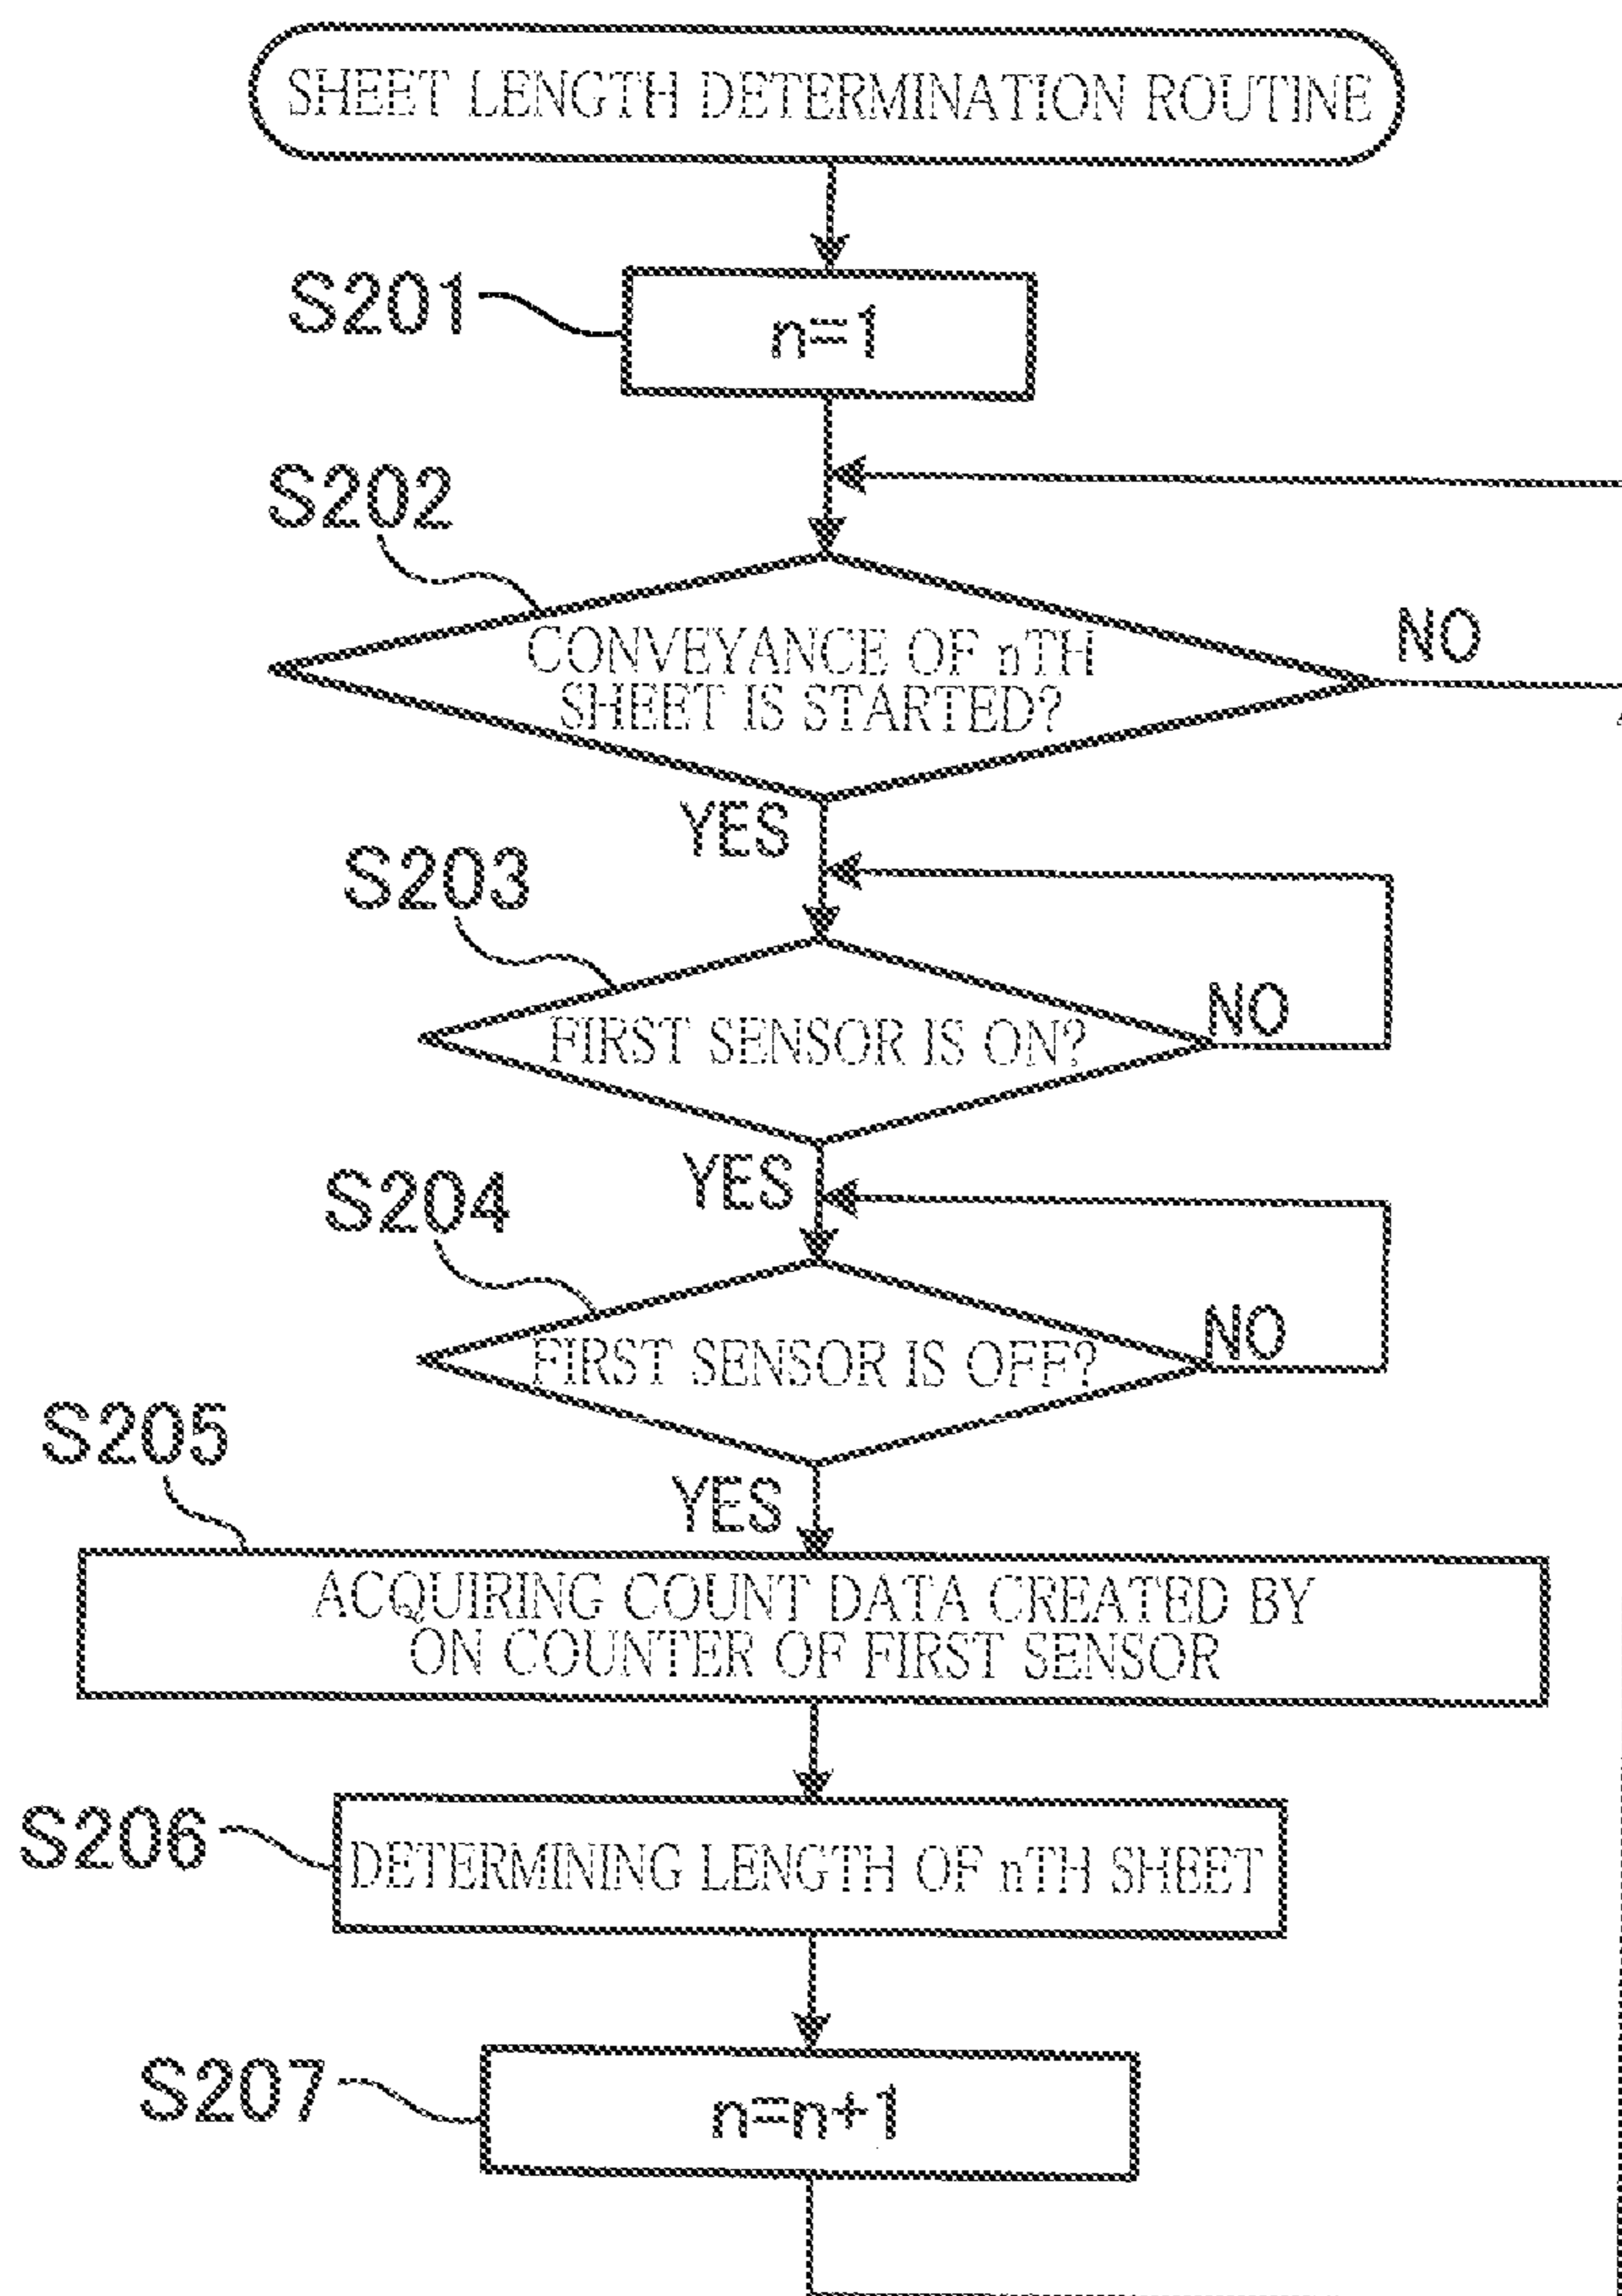 SHEET LENGTH DETERMINATION ROUTINE
S201
n=1
S202
CONVEYANCE OF nTH
SHEET IS STARTED?
NO
YES
S203
FIRST SENSOR IS ON?
NO
YES
S204
FIRST SENSOR IS OFF?
NO
YES
S205
ACQUIRING COUNT DATA CREATED BY
ON COUNTER OF FIRST SENSOR
S206
DETERMINING LENGTH OF nTH SHEET
S207
n=n+1